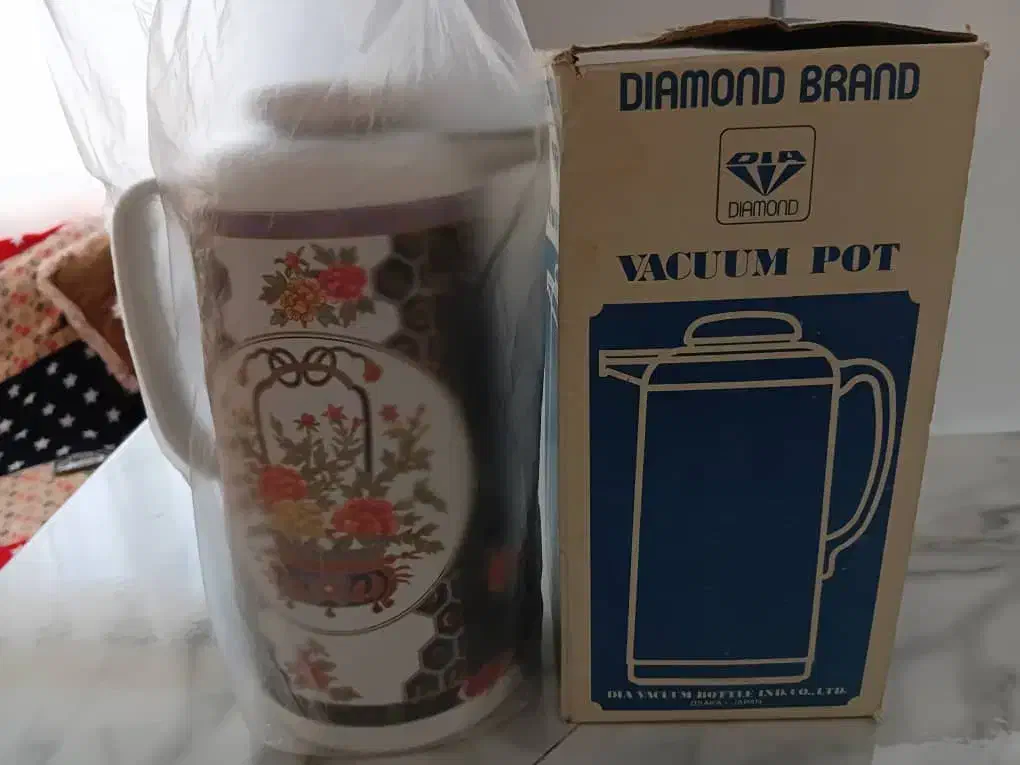 DIAMOND BRAND
DIA
DIAMOND
VACUUM POT
DIA VACUUM BOTTLE IND. CO., LTD.
OSAKA - JAPAN